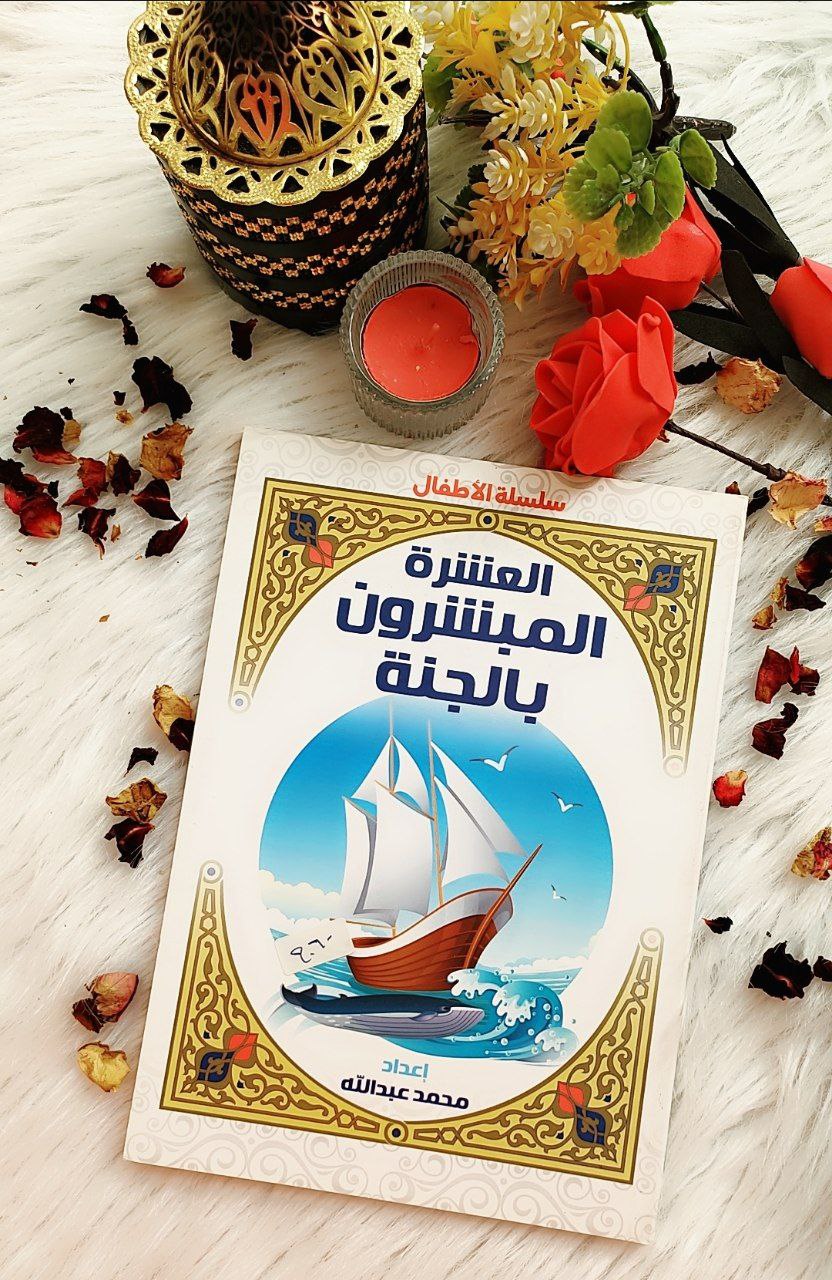 سلسلة الأطفال
العشرة
المبشرون
بالجنة
إعداد
محمد عبدالله